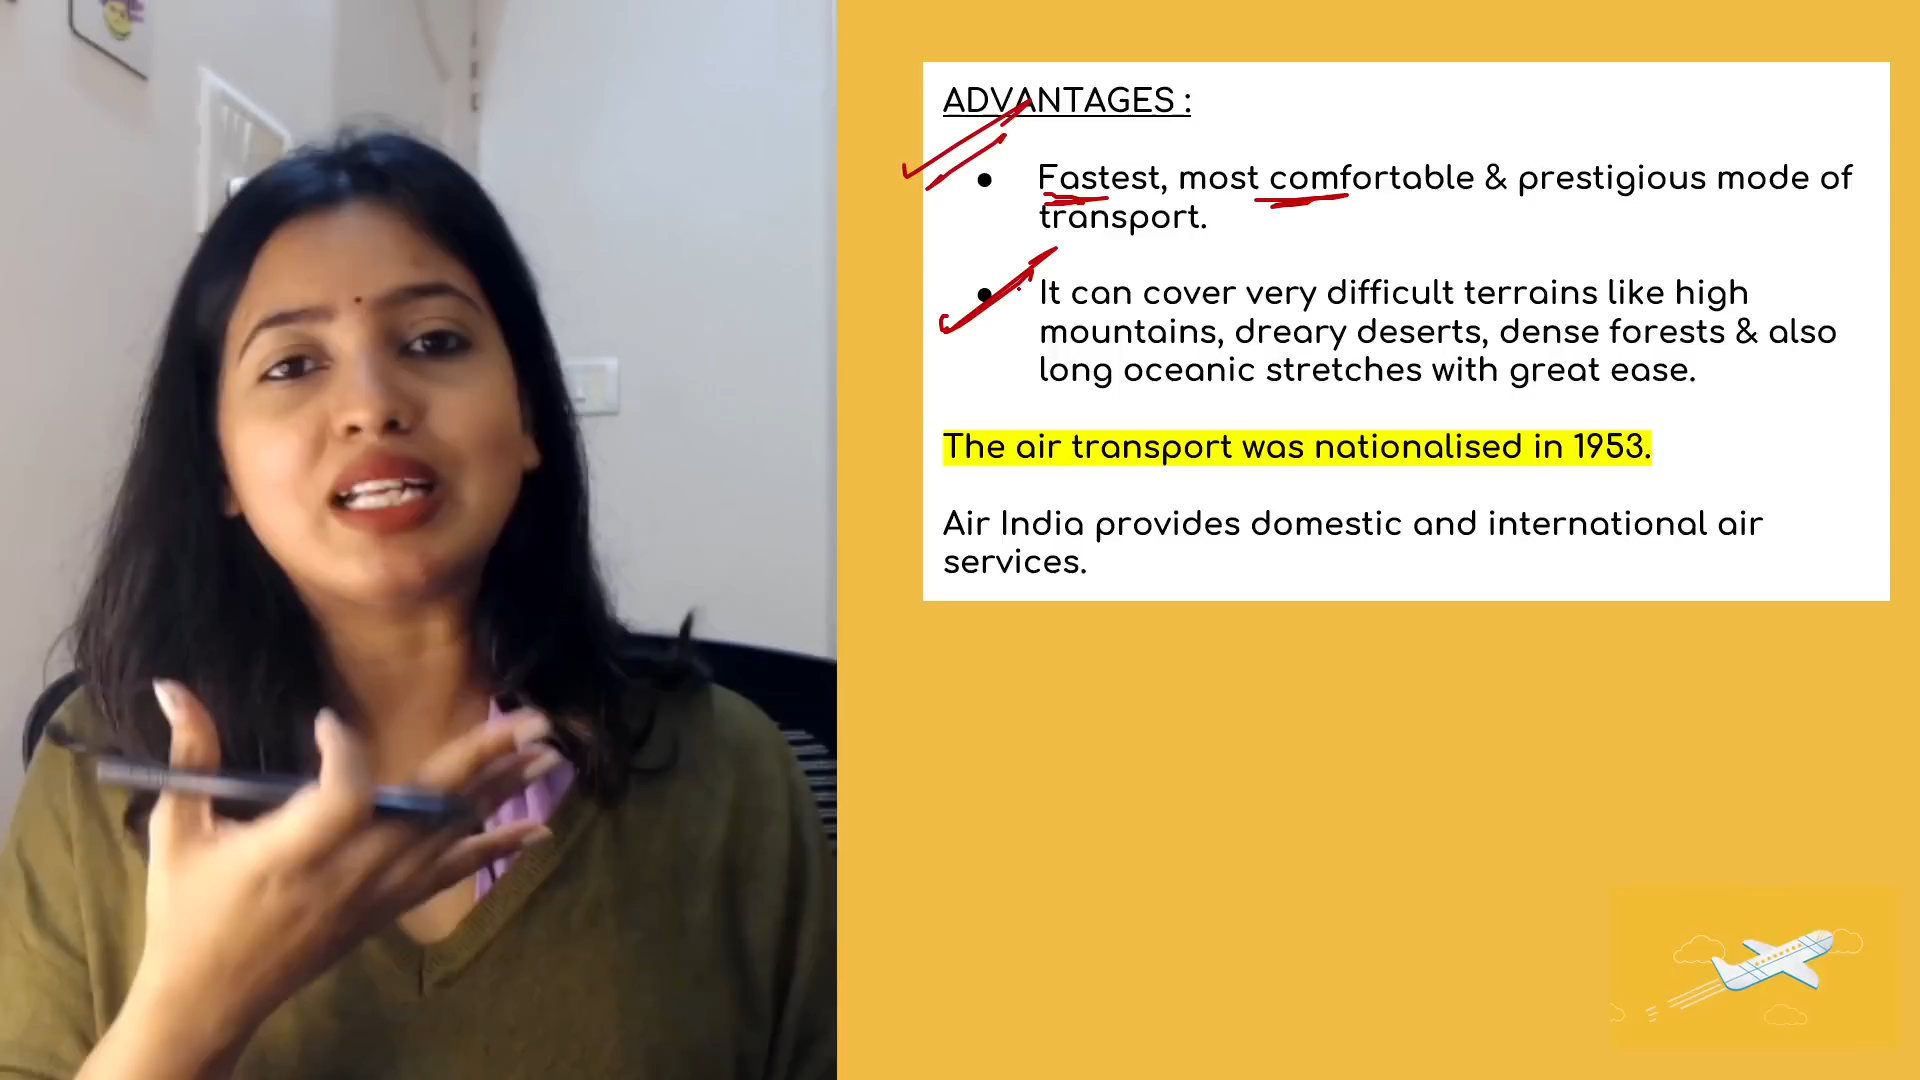 ADVANTAGES :
● Fastest, most comfortable & prestigious mode of
transport.
● It can cover very difficult terrains like high
mountains, dreary deserts, dense forests & also
long oceanic stretches with great ease.
The air transport was nationalised in 1953.
Air India provides domestic and international air
services.